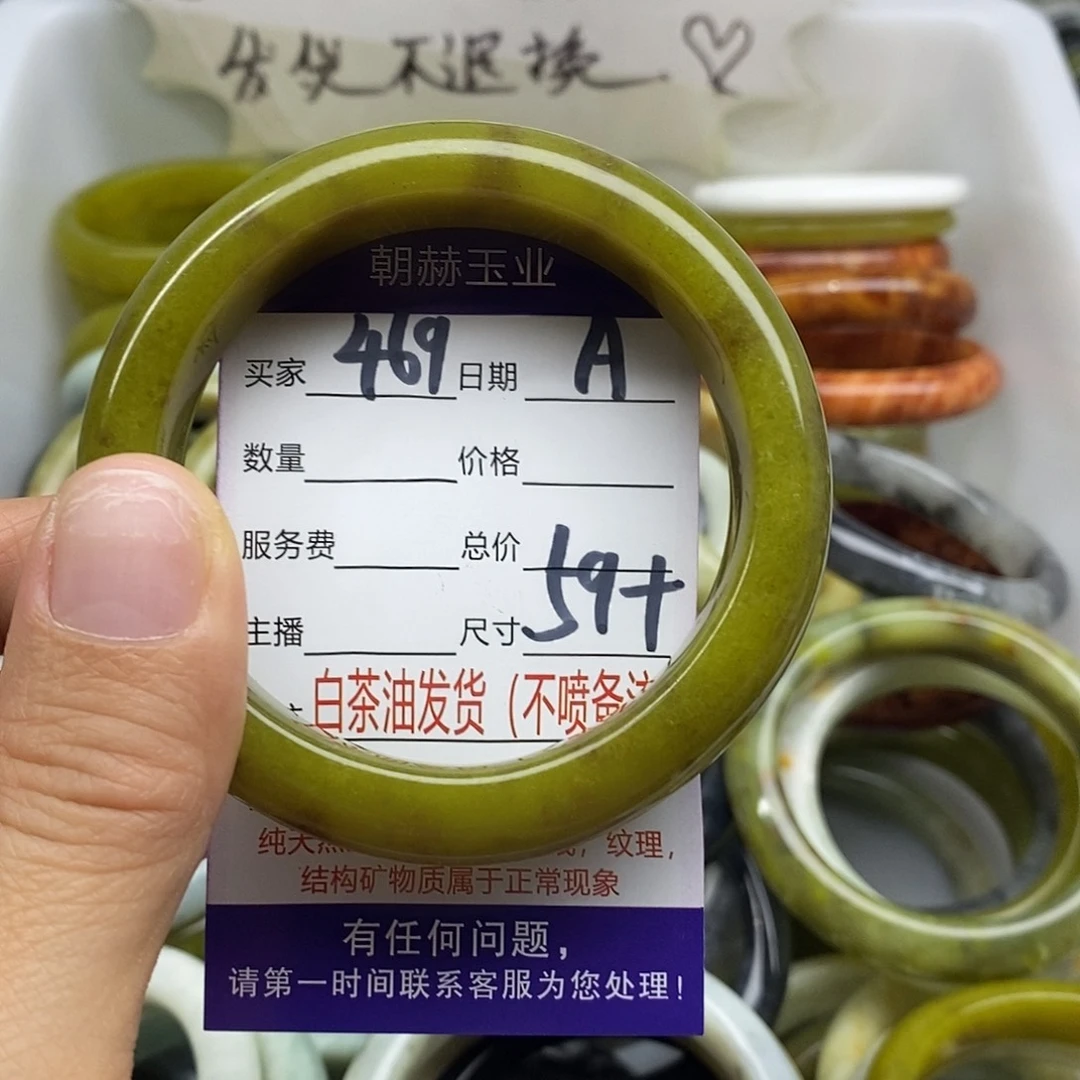 不退换
朝赫玉业
买家 469 日期 A
数量 价格
服务费 总价
主播 尺寸 59+
白茶油发货（不喷备注
纯天然 纹理，
结构矿物质属于正常现象
有任何问题，
请第一时间联系客服为您处理！